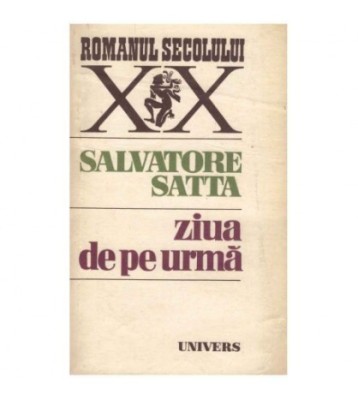 ROMANUL SECOLULUI
XX
SALVATORE
SATTA
ziua
de pe urmă
UNIVERS